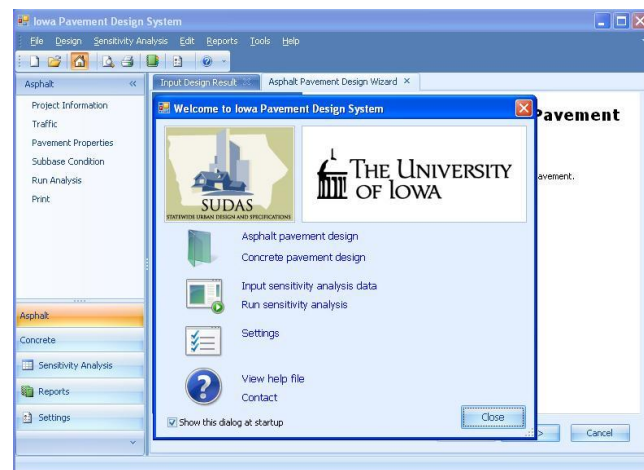 Iowa Pavement Design System
File Design Sensitivity Analysis Edit Reports Tools Help
Asphalt «
Input Design Result × Asphalt Pavement Design Wizard ×
Project Information
Traffic
Pavement Properties
Subbase Condition
Run Analysis
Print
Asphalt
Concrete
Sensitivity Analysis
Reports
Settings
Welcome to Iowa Pavement Design System
SUDAS
STATEWIDE URBAN DESIGN AND SPECIFICATIONS
THE UNIVERSITY
OF IOWA
Asphalt pavement design
Concrete pavement design
Input sensitivity analysis data
Run sensitivity analysis
Settings
View help file
Contact
Show this dialog at startup
Close
Pavement
avement.
>
Cancel